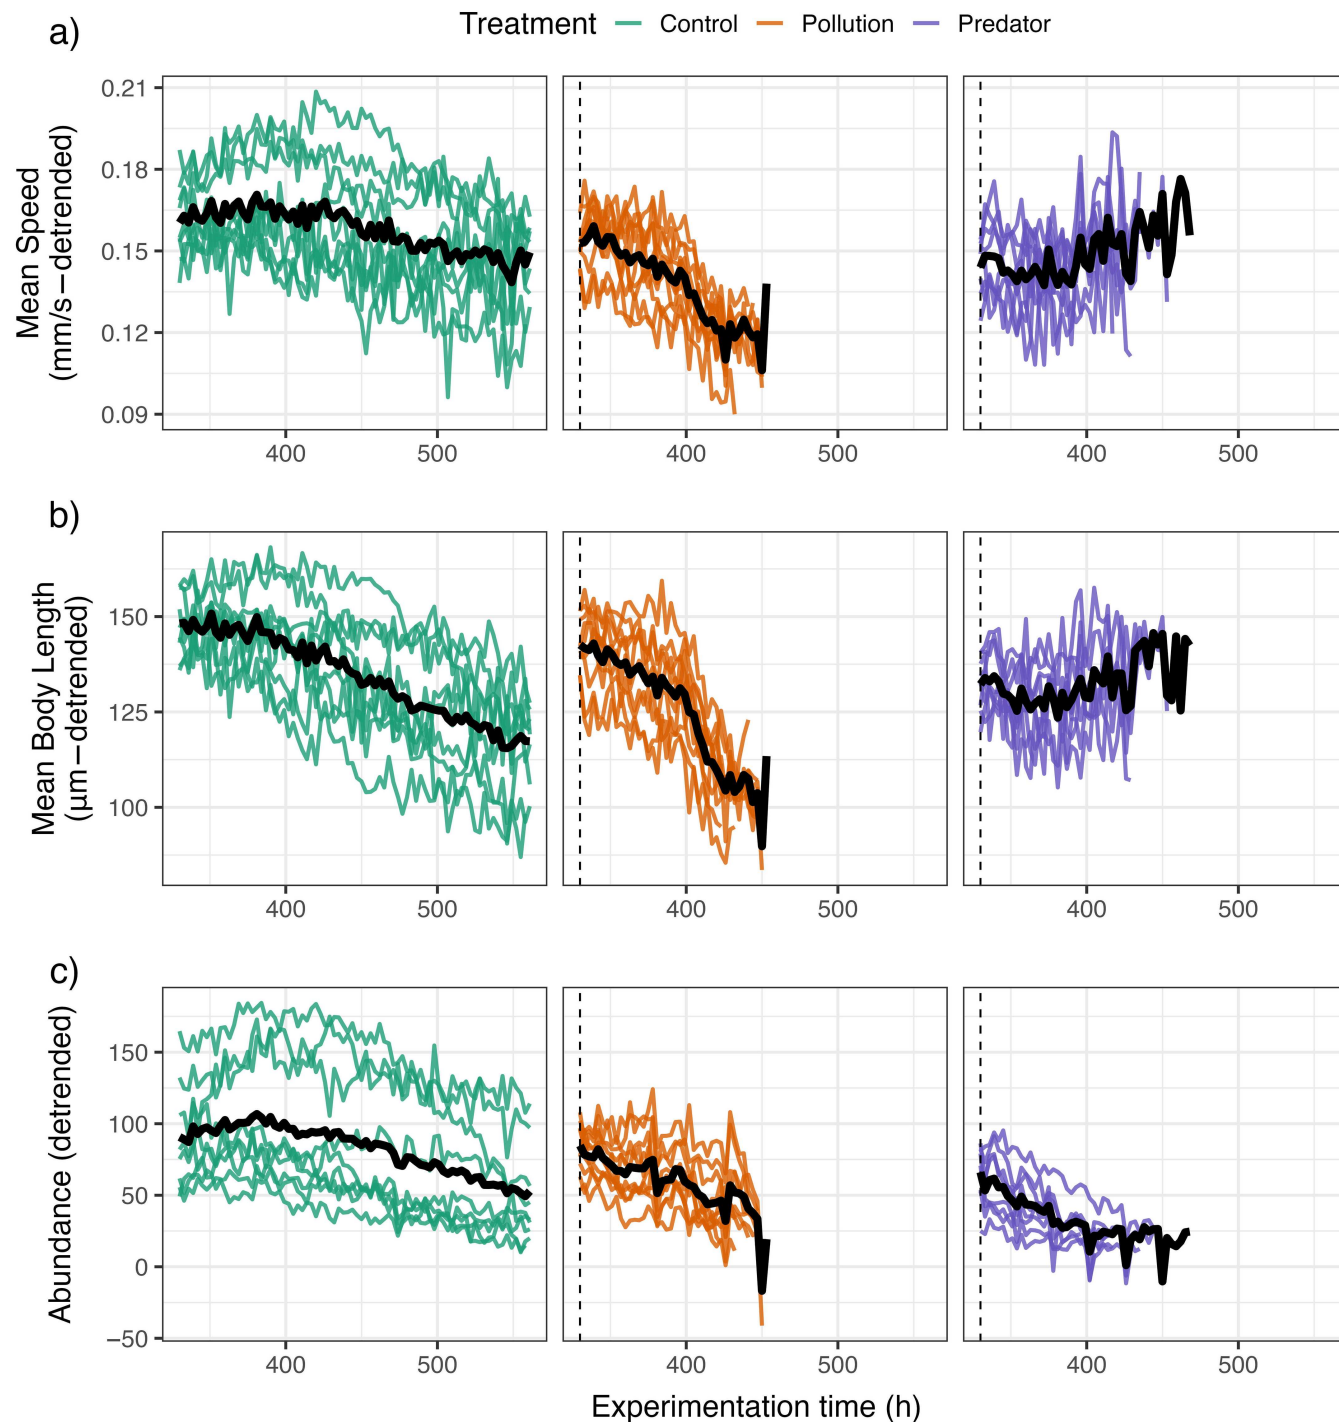 a)
Treatment Control Pollution Predator
Mean Speed
(mm/s−detrended)
0.21
0.18
0.15
0.12
0.09
400 500 400 500 400 500
b)
Mean Body Length
(µm−detrended)
150
125
100
400 500 400 500 400 500
c)
Abundance (detrended)
150
100
50
0
−50
400 500 400 500 400 500
Experimentation time (h)